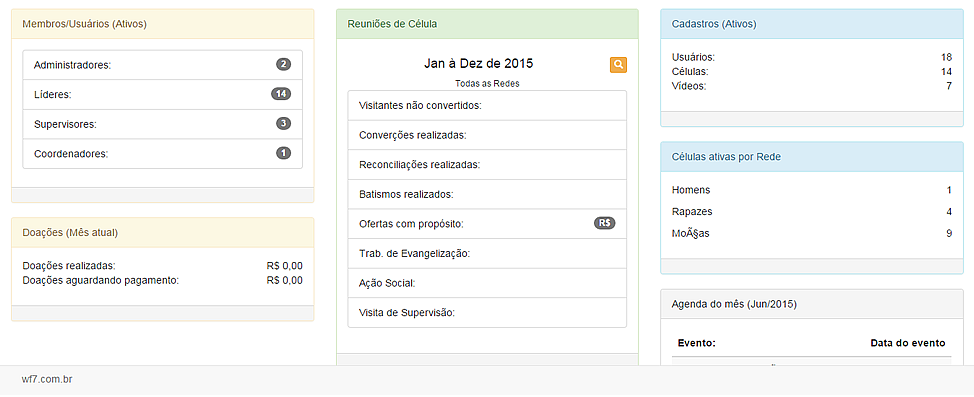 Membros/Usuários (Ativos)
Administradores: 2
Líderes: 14
Supervisores: 3
Coordenadores: 1
Doações (Mês atual)
Doações realizadas: R$ 0,00
Doações aguardando pagamento: R$ 0,00
Reuniões de Célula
Jan à Dez de 2015
Todas as Redes
Visitantes não convertidos:
Converções realizadas:
Reconciliações realizadas:
Batismos realizados:
Ofertas com propósito: R$
Trab. de Evangelização:
Ação Social:
Visita de Supervisão:
Cadastros (Ativos)
Usuários: 18
Células: 14
Vídeos: 7
Células ativas por Rede
Homens 1
Rapazes 4
MoÃ§as 9
Agenda do mês (Jun/2015)
Evento: Data do evento
wf7.com.br